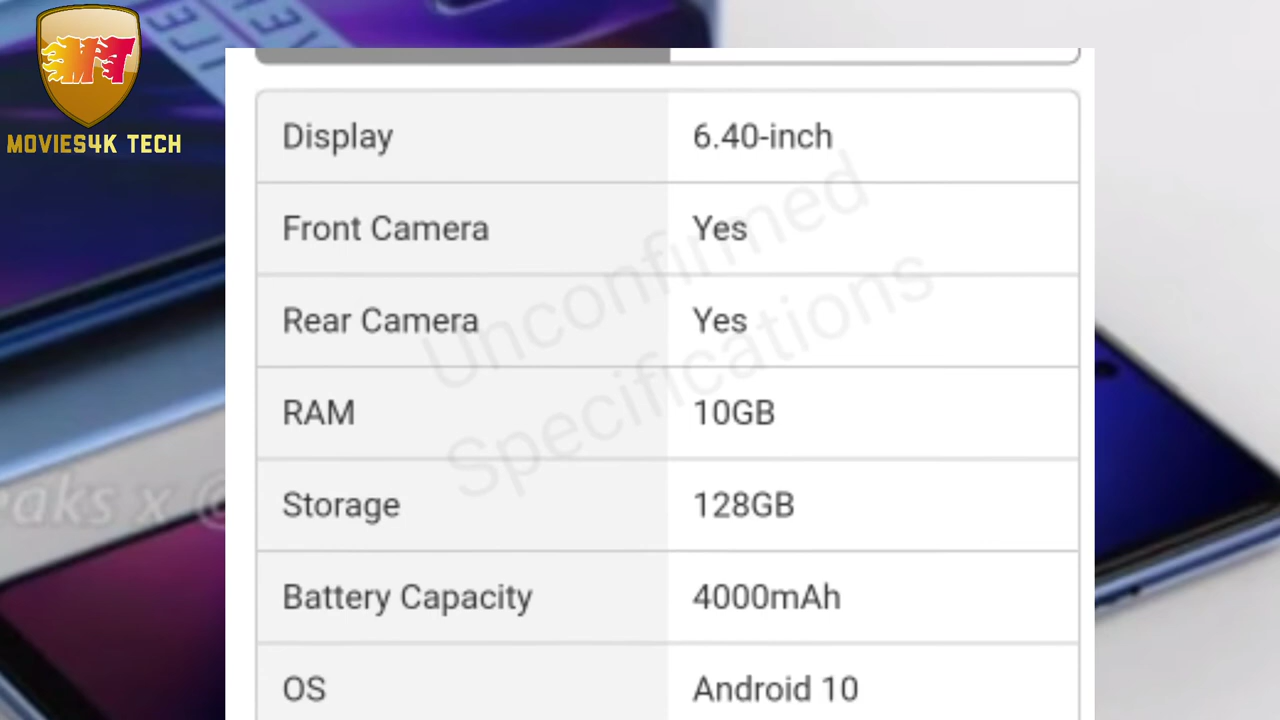 MOVIES4K TECH
Display 6.40-inch
Front Camera Yes
Rear Camera Yes
RAM 10GB
Storage 128GB
Battery Capacity 4000mAh
OS Android 10
Unconfirmed
Specifications
eaks x @